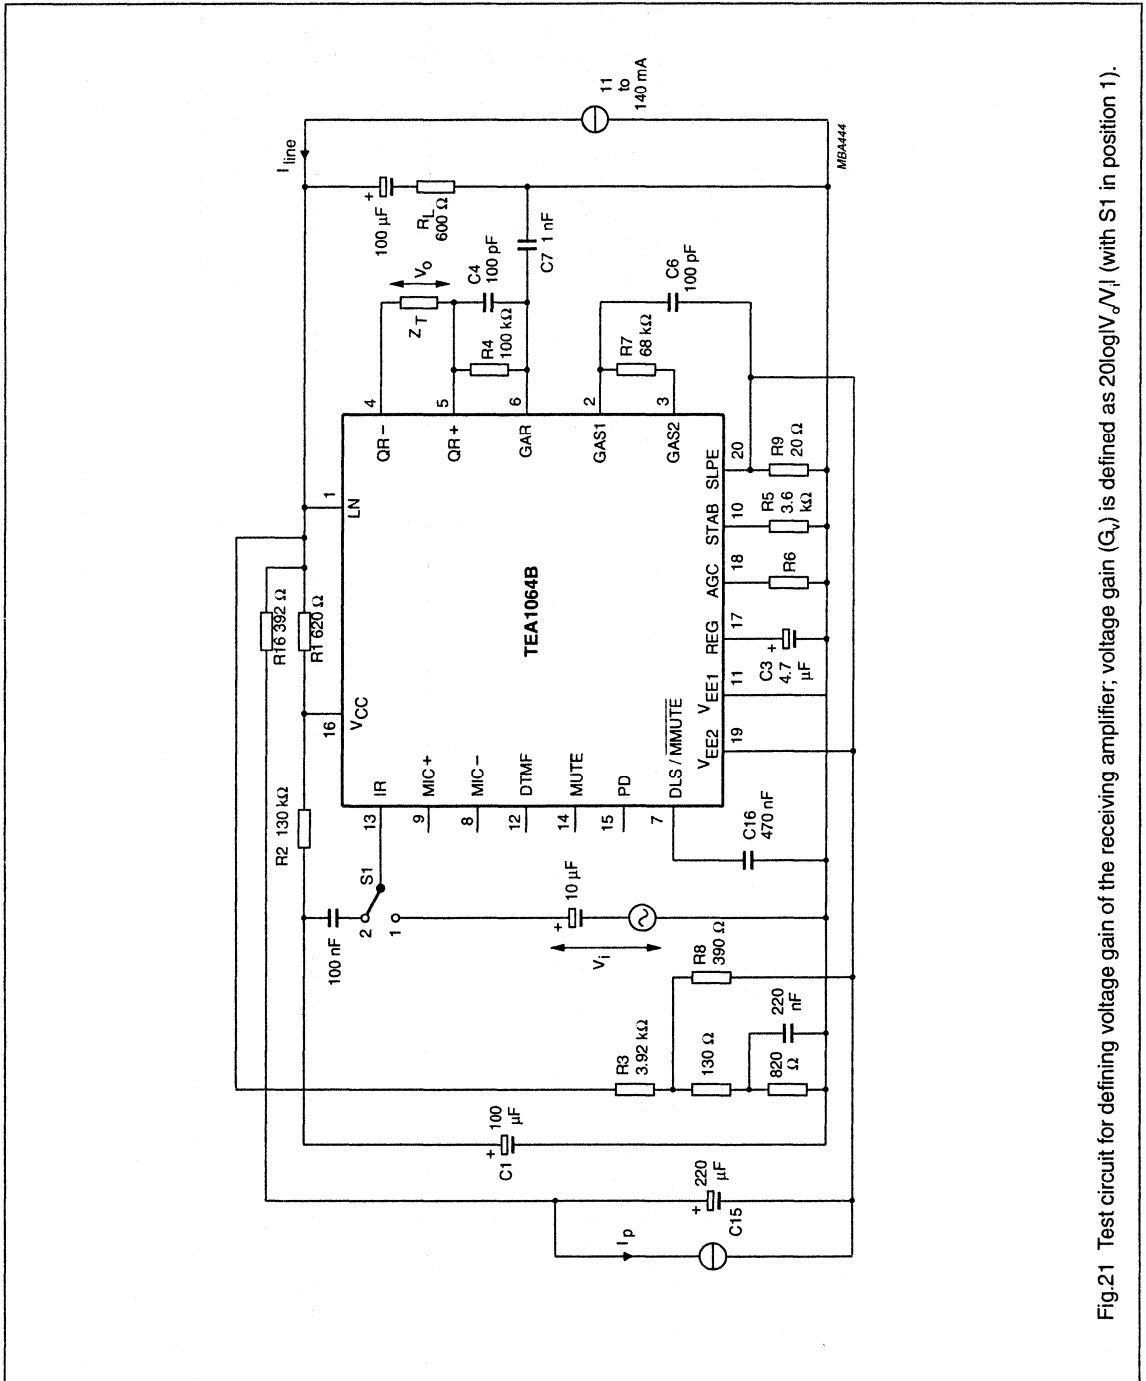 I line
11
to
140 mA
100 µF
+
RL
600 Ω
Vo
ZT
C4
100 pF
R4
100 kΩ
C7 1 nF
C6
100 pF
R7
68 kΩ
MBA444
4
5
6
2
3
QR −
QR +
GAR
GAS1
GAS2
1
LN
R16 392 Ω
R1 620 Ω
16
VCC
R2 130 kΩ
TEA1064B
SLPE
20
R9
20 Ω
STAB
10
R5
3.6
kΩ
AGC
18
R6
REG
17
C3
+
4.7
µF
VEE1
11
VEE2
19
IR
13
MIC+
9
MIC−
8
DTMF
12
MUTE
14
PD
15
DLS / MMUTE
7
C16
470 nF
S1
2
1
100 nF
+
10 µF
Vi
R8
390 Ω
R3
3.92 kΩ
130 Ω
820
Ω
220
nF
+
100
µF
C1
+
220
µF
C15
Ip
Fig.21 Test circuit for defining voltage gain of the receiving amplifier; voltage gain (Gv) is defined as 20log|Vo/Vi| (with S1 in position 1).